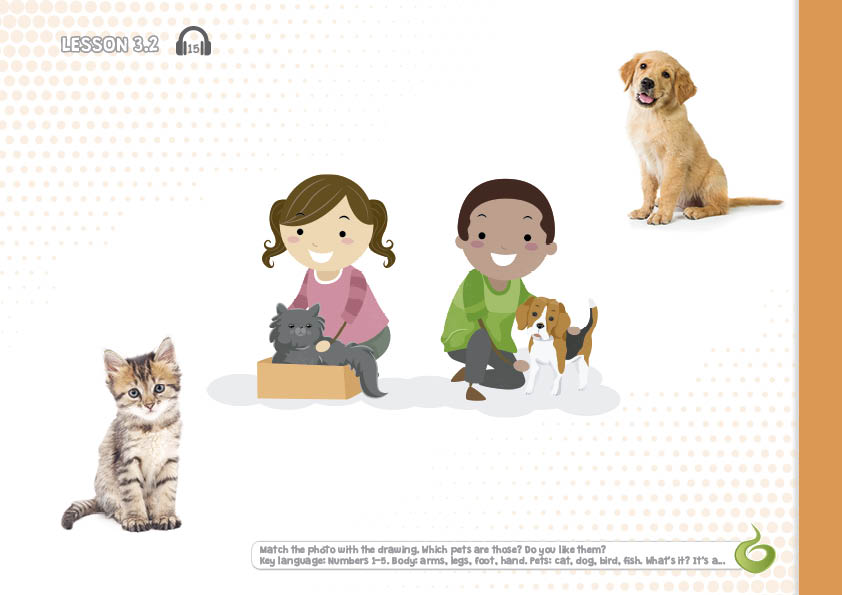 LESSON 3.2
15
Match the photo with the drawing. Which pets are those? Do you like them?
Key language: Numbers 1-5. Body: arms, legs, foot, hand. Pets: cat, dog, bird, fish. What's it? It's a...
6